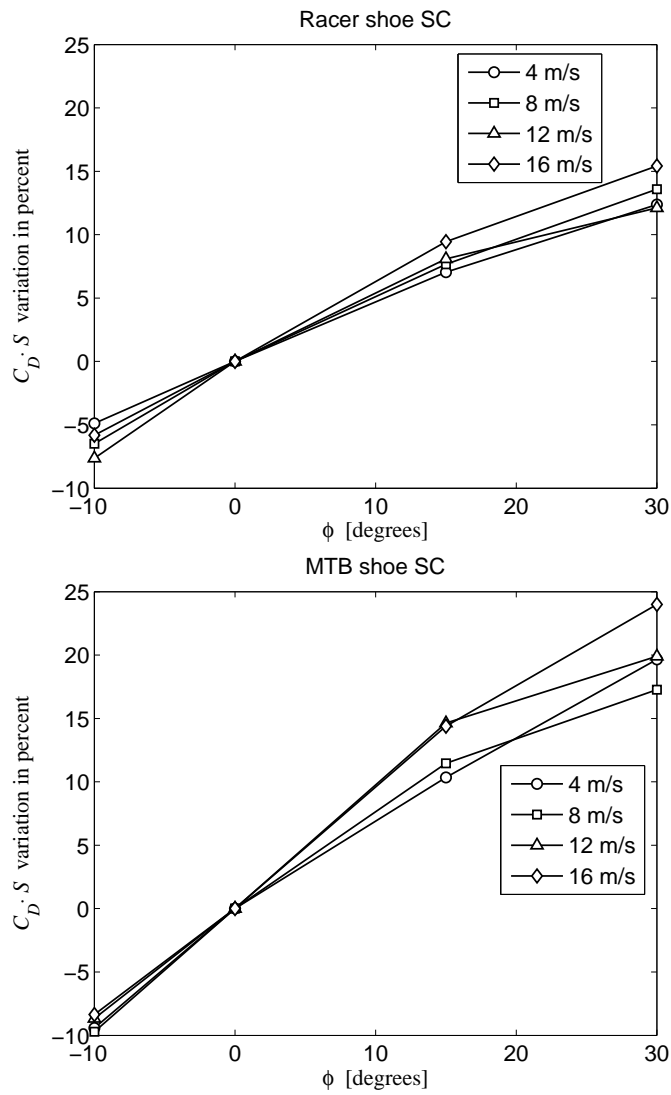 Racer shoe SC
25
20
15
10
5
0
−5
−10
C_D · S variation in percent
4 m/s
8 m/s
12 m/s
16 m/s
−10 0 10 20 30
ϕ [degrees]
MTB shoe SC
25
20
15
10
5
0
−5
−10
C_D · S variation in percent
4 m/s
8 m/s
12 m/s
16 m/s
−10 0 10 20 30
ϕ [degrees]